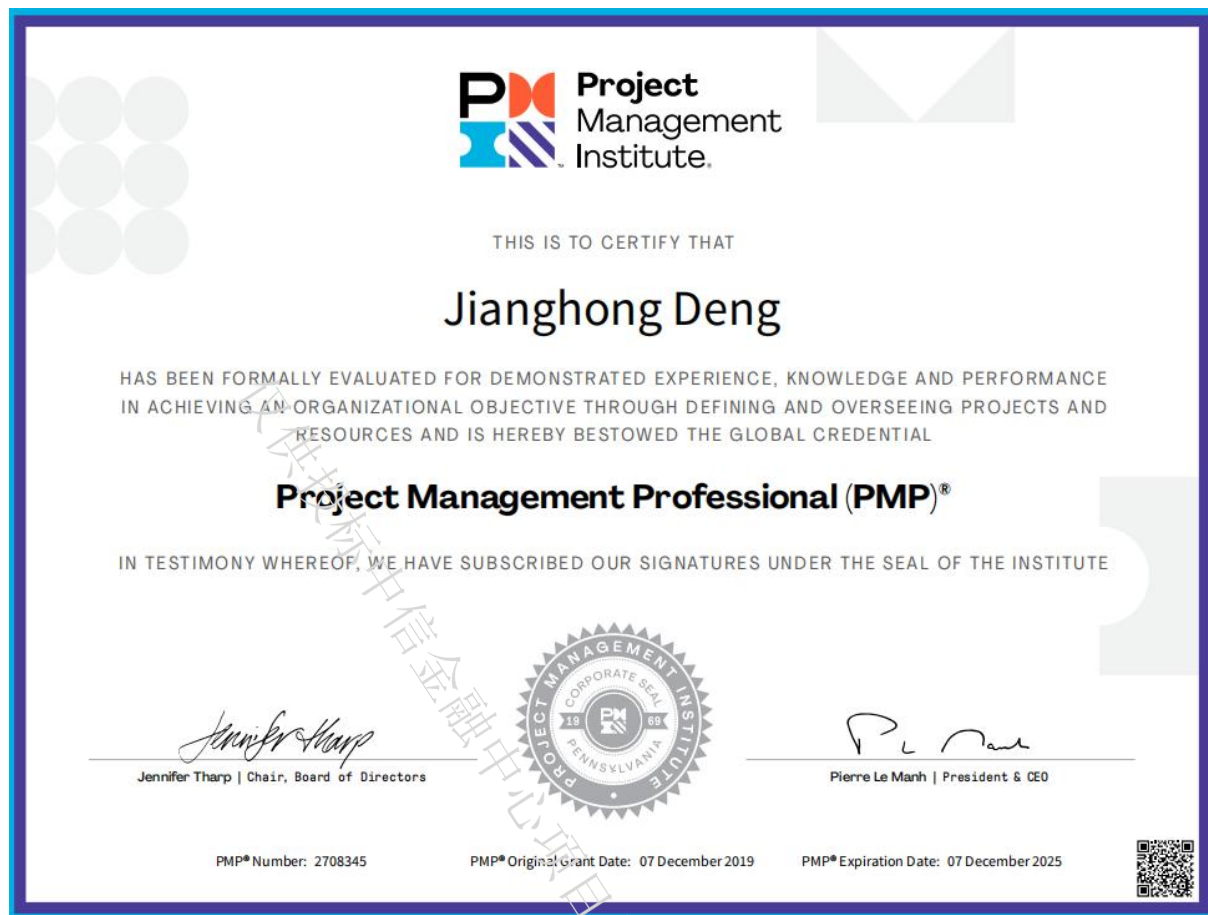 Project
Management
Institute®
THIS IS TO CERTIFY THAT
Jianghong Deng
HAS BEEN FORMALLY EVALUATED FOR DEMONSTRATED EXPERIENCE, KNOWLEDGE AND PERFORMANCE
IN ACHIEVING AN ORGANIZATIONAL OBJECTIVE THROUGH DEFINING AND OVERSEEING PROJECTS AND
RESOURCES AND IS HEREBY BESTOWED THE GLOBAL CREDENTIAL
Project Management Professional (PMP)®
IN TESTIMONY WHEREOF, WE HAVE SUBSCRIBED OUR SIGNATURES UNDER THE SEAL OF THE INSTITUTE
仅供投标中信金融中心项目
PROJECT MANAGEMENT INSTITUTE
CORPORATE SEAL
19 69
PENNSYLVANIA
Jennifer Tharp
Jennifer Tharp | Chair, Board of Directors
Pierre Le Manh | President & CEO
PMP® Number: 2708345
PMP® Original Grant Date: 07 December 2019
PMP® Expiration Date: 07 December 2025